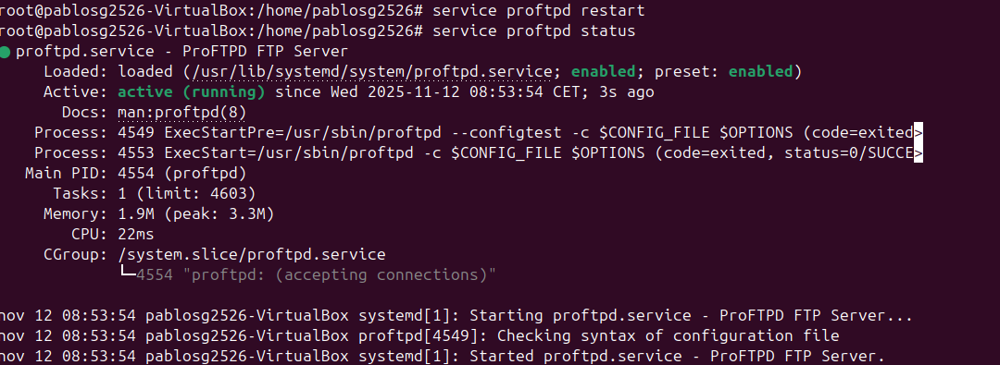 root@pablosg2526-VirtualBox:/home/pablosg2526# service proftpd restart
root@pablosg2526-VirtualBox:/home/pablosg2526# service proftpd status
● proftpd.service - ProFTPD FTP Server
     Loaded: loaded (/usr/lib/systemd/system/proftpd.service; enabled; preset: enabled)
     Active: active (running) since Wed 2025-11-12 08:53:54 CET; 3s ago
       Docs: man:proftpd(8)
    Process: 4549 ExecStartPre=/usr/sbin/proftpd --configtest -c $CONFIG_FILE $OPTIONS (code=exited>
    Process: 4553 ExecStart=/usr/sbin/proftpd -c $CONFIG_FILE $OPTIONS (code=exited, status=0/SUCCE>
   Main PID: 4554 (proftpd)
      Tasks: 1 (limit: 4603)
     Memory: 1.9M (peak: 3.3M)
        CPU: 22ms
     CGroup: /system.slice/proftpd.service
             └─4554 "proftpd: (accepting connections)"

nov 12 08:53:54 pablosg2526-VirtualBox systemd[1]: Starting proftpd.service - ProFTPD FTP Server...
nov 12 08:53:54 pablosg2526-VirtualBox proftpd[4549]: Checking syntax of configuration file
nov 12 08:53:54 pablosg2526-VirtualBox systemd[1]: Started proftpd.service - ProFTPD FTP Server.